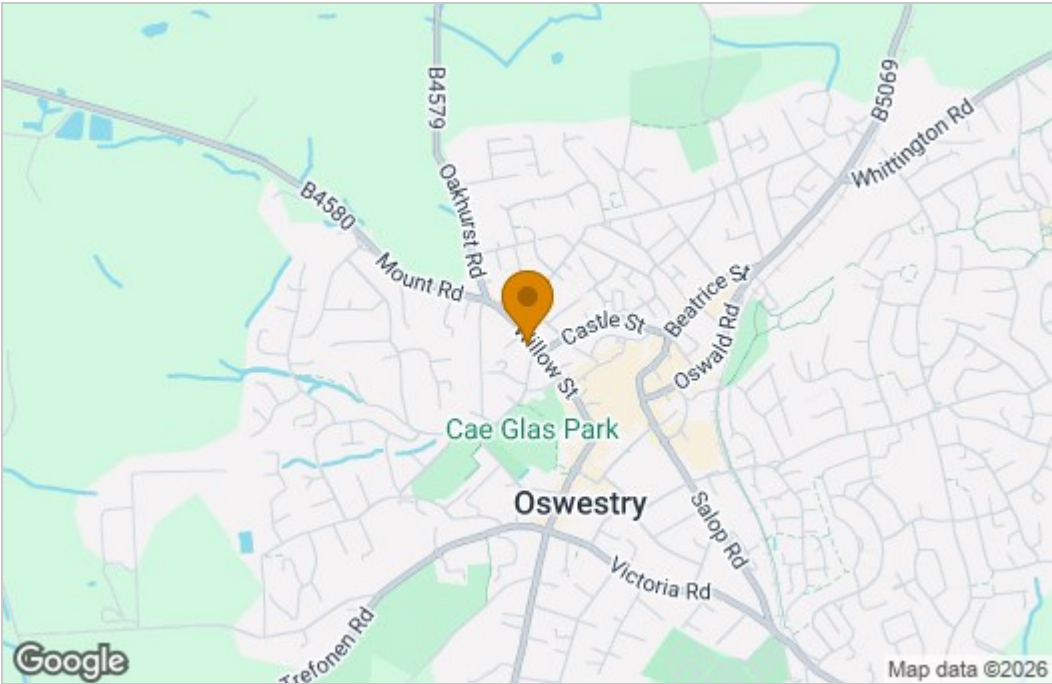 B4579
B5069
Whittington Rd
Oakhurst Rd
B4580
Mount Rd
Beatrice St
Castle St
Willow St
Oswald Rd
Cae Glas Park
Oswestry
Salop Rd
Victoria Rd
Trefonen Rd
Google
Map data ©2026